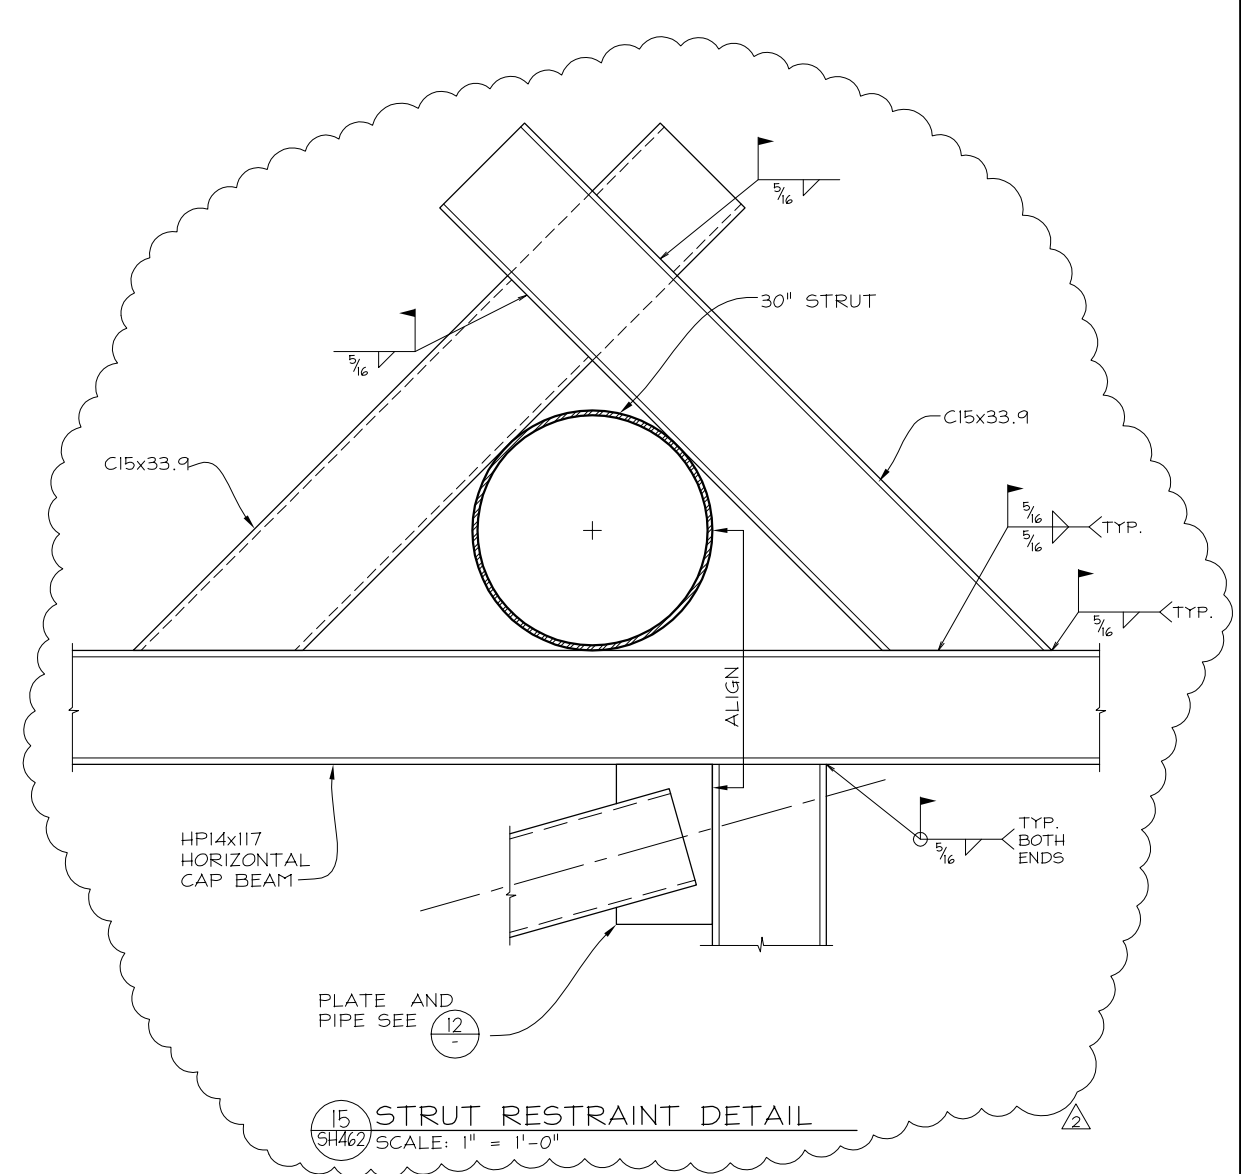 5/16
30" STRUT
5/16
C15x33.9
C15x33.9
5/16
5/16
TYP.
5/16
TYP.
ALIGN
HP14x117
HORIZONTAL
CAP BEAM
5/16
TYP.
BOTH
ENDS
PLATE AND
PIPE SEE
12
-
15
SH462
STRUT RESTRAINT DETAIL
SCALE: 1" = 1'-0"
2